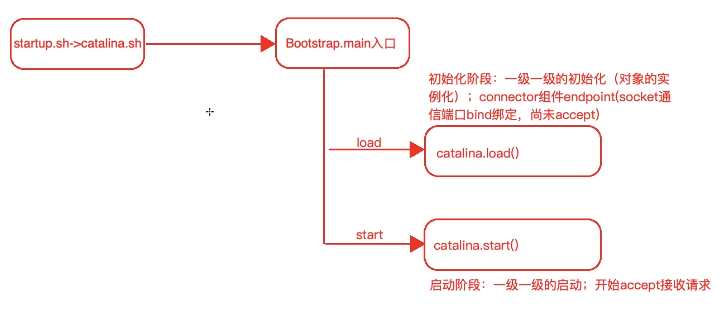 startup.sh->catalina.sh
Bootstrap.main入口
初始化阶段：一级一级的初始化（对象的实
例化）；connector组件endpoint(socket通
信端口bind绑定，尚未accept)
load
catalina.load()
start
catalina.start()
启动阶段：一级一级的启动；开始accept接收请求